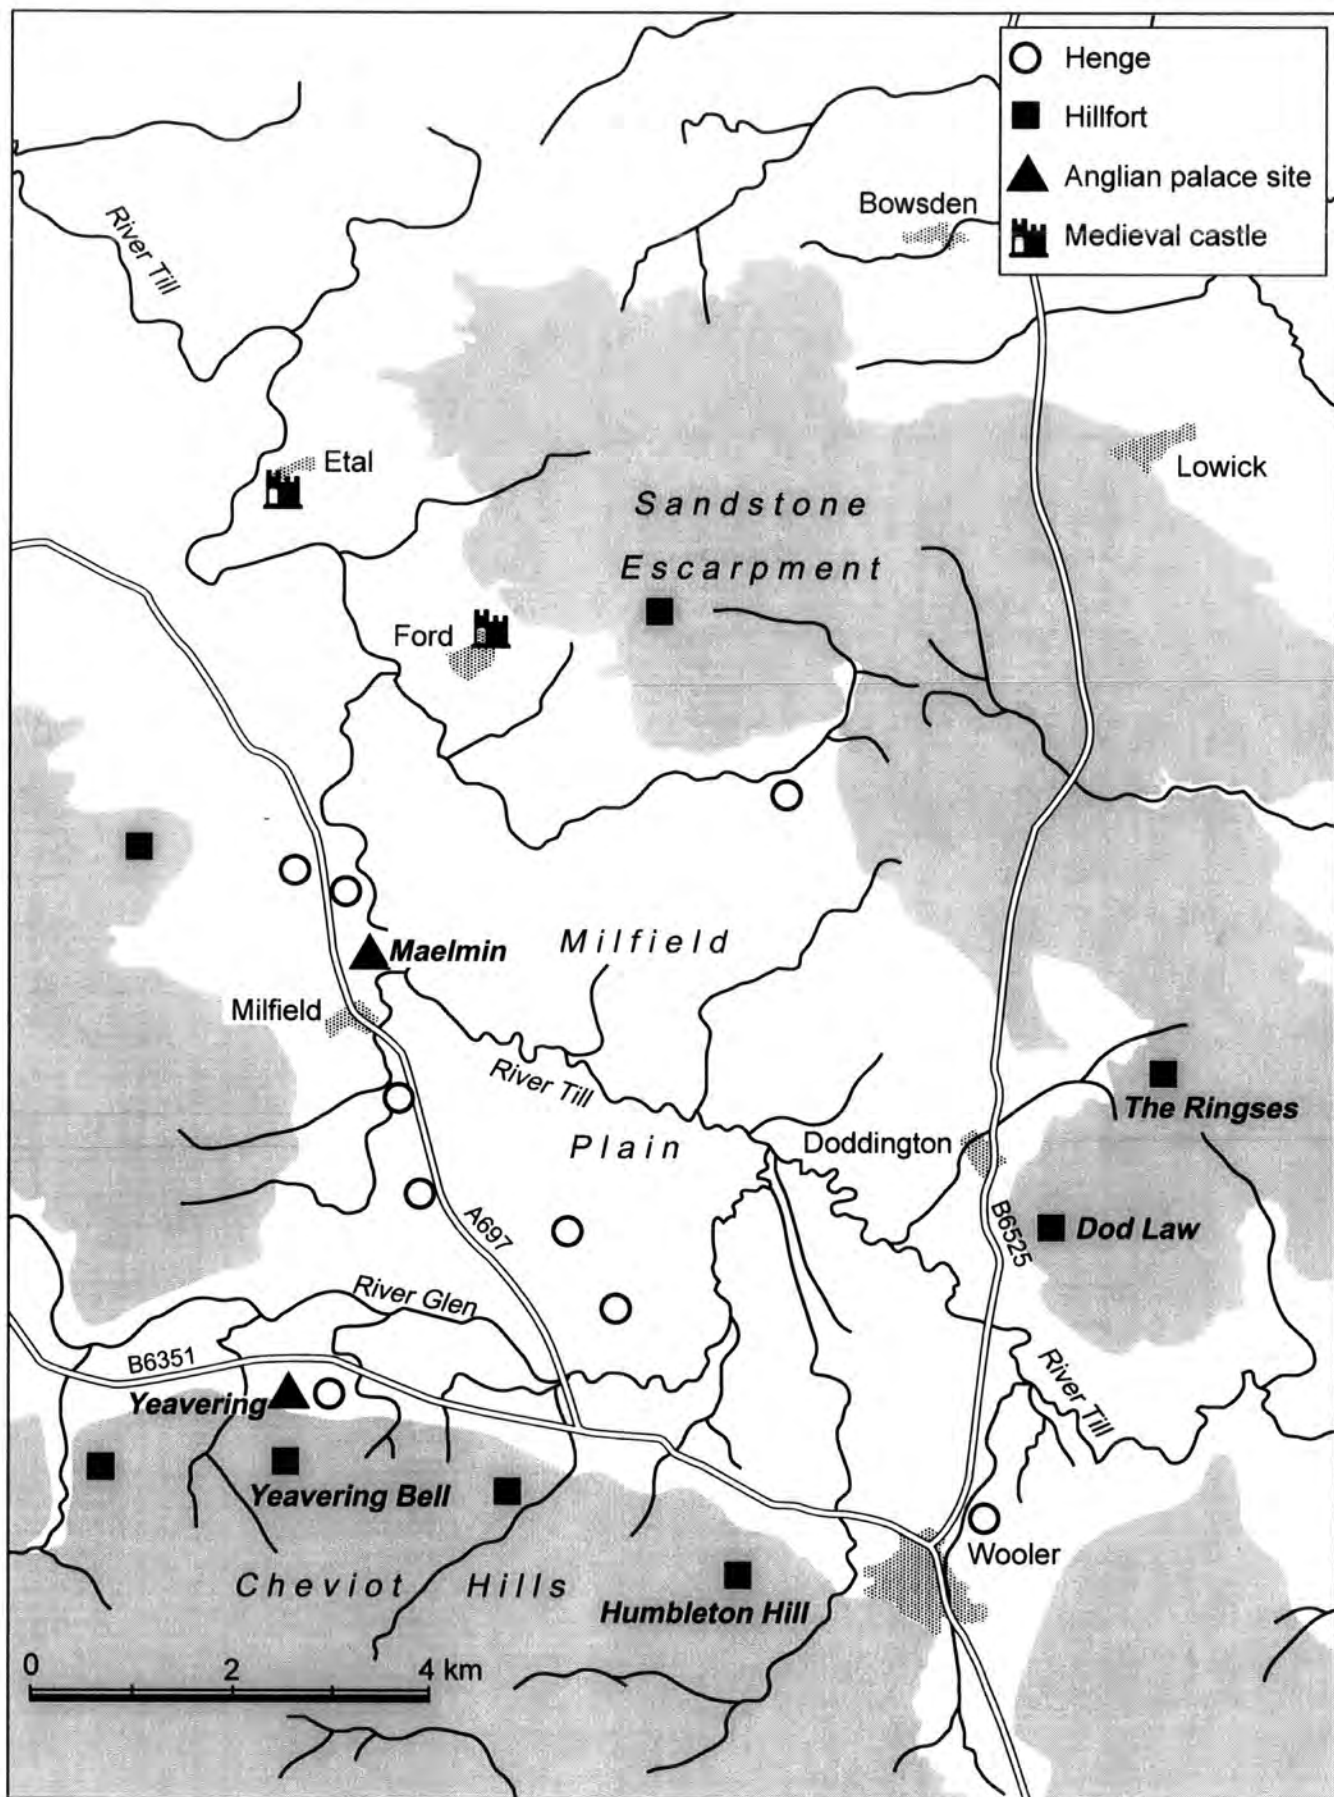 Henge
Hillfort
Anglian palace site
Medieval castle
Bowsden
River Till
Etal
Lowick
Sandstone
Escarpment
Ford
Maelmin
Milfield
Milfield
River Till
The Ringses
Plain
Doddington
A697
B6525
Dod Law
River Glen
B6351
River Till
Yeavering
Yeavering Bell
Wooler
Cheviot Hills
Humbleton Hill
0 2 4 km